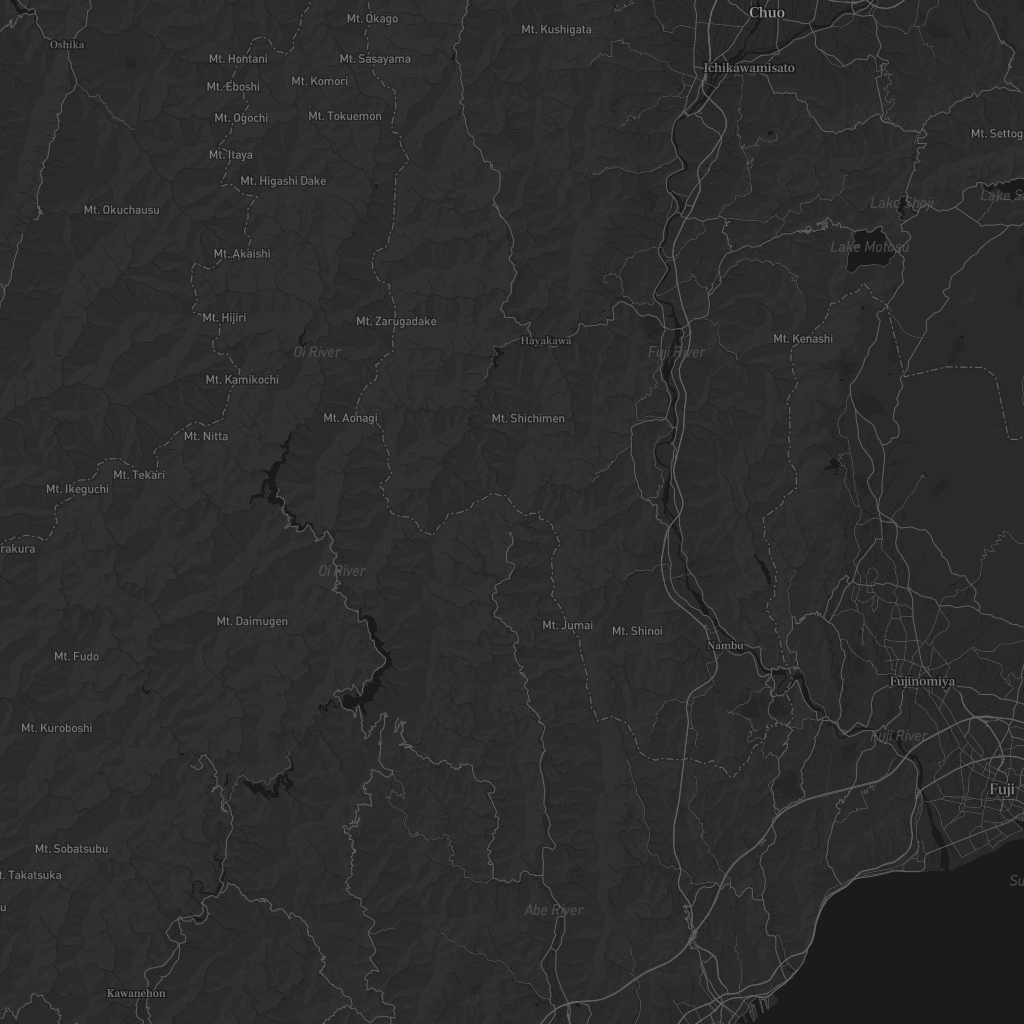 Chuo
Mt. Okago
Mt. Kushigata
Oshika
Mt. Hontani
Mt. Sasayama
Ichikawamisato
Mt. Komori
Mt. Eboshi
Mt. Ogochi
Mt. Tokuemon
Mt. Settog
Mt. Itaya
Mt. Higashi Dake
Lake Shoji
Lake S
Mt. Okuchausu
Lake Motosu
Mt. Akaishi
Mt. Hijiri
Mt. Zarugadake
Mt. Kenashi
Hayakawa
Oi River
Fuji River
Mt. Kamikochi
Mt. Aonagi
Mt. Shichimen
Mt. Nitta
Mt. Tekari
Mt. Ikeguchi
rakura
Oi River
Mt. Daimugen
Mt. Jumai
Mt. Shinoi
Nambu
Mt. Fudo
Fujinomiya
Mt. Kuroboshi
Fuji River
Fuji
Mt. Sobatsubu
t. Takatsuka
Su
u
Abe River
Kawanehon